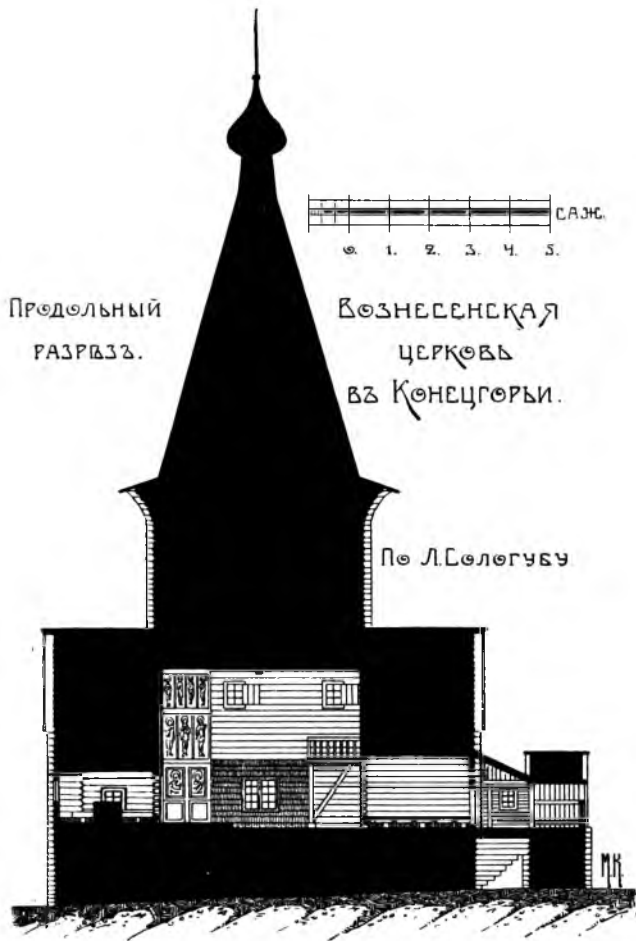 САЖ.
0. 1. 2. 3. 4. 5.
Продольный
разрѣзъ.
Вознесенская
церковь
въ Конецгорьи.
По Л. Сологубу
МК